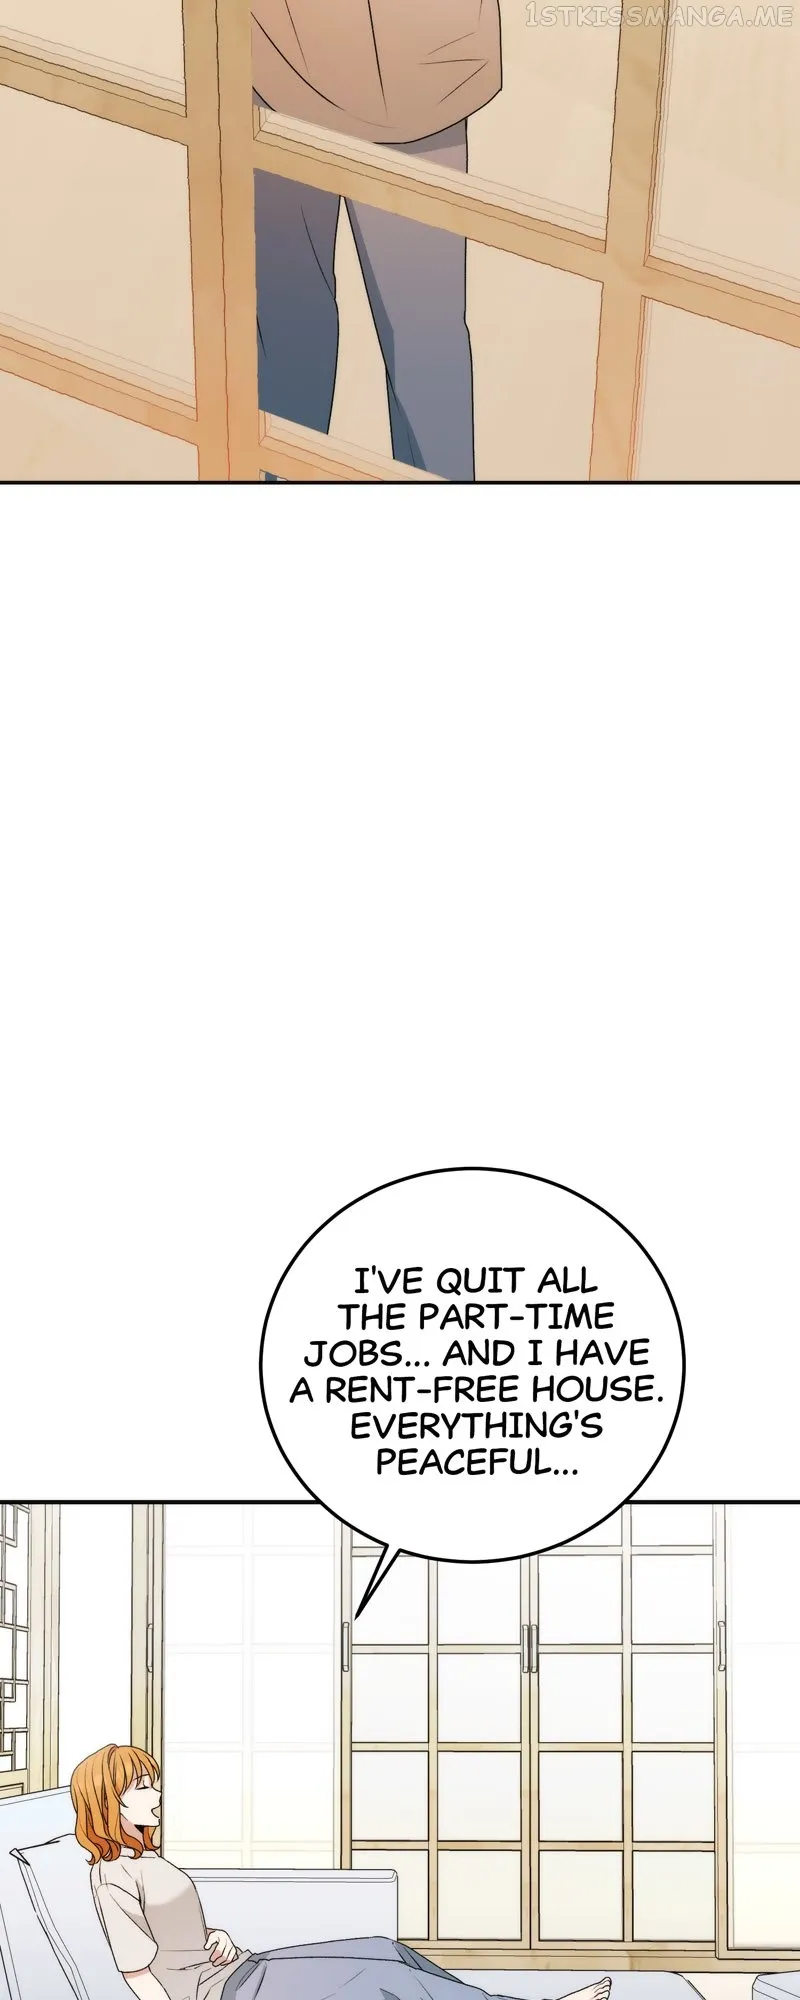 1STKISSMANGA.ME
I'VE QUIT ALL
THE PART-TIME
JOBS... AND I HAVE
A RENT-FREE HOUSE.
EVERYTHING'S
PEACEFUL...